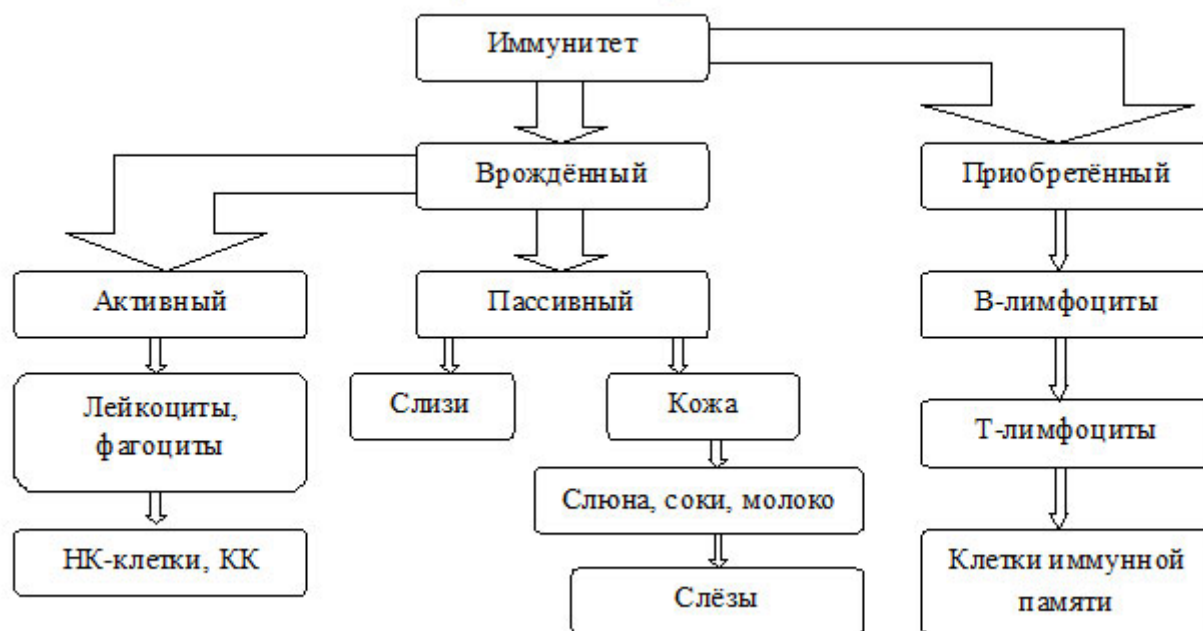 Иммунитет
Врождённый
Приобретённый
Активный
Пассивный
В-лимфоциты
Лейкоциты,
фагоциты
Слизи
Кожа
Т-лимфоциты
Слюна, соки, молоко
НК-клетки, КК
Слёзы
Клетки иммунной
памяти